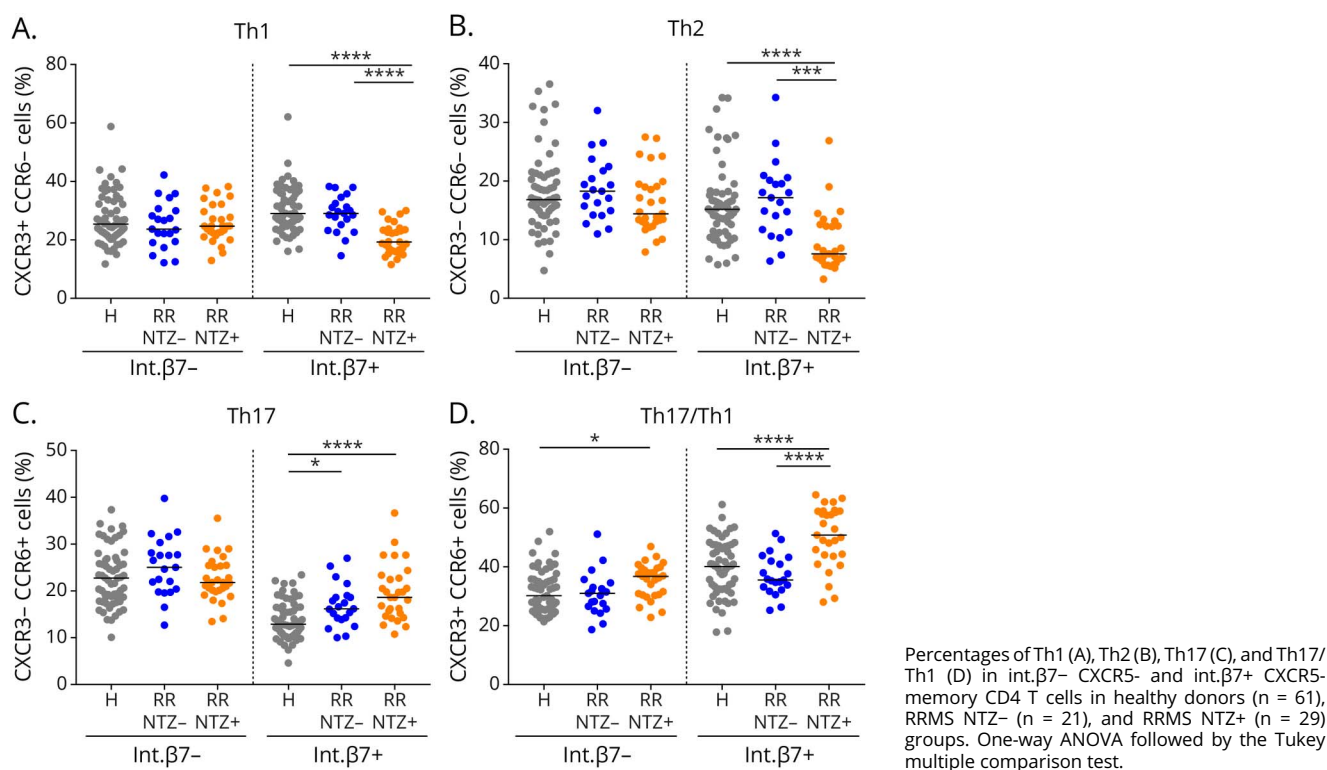 A.
Th1
CXCR3+ CCR6– cells (%)
80
60
40
20
0
****
****
H
RR
RR
H
RR
RR
NTZ–
NTZ+
NTZ–
NTZ+
Int.β7–
Int.β7+
B.
Th2
CXCR3– CCR6– cells (%)
40
30
20
10
0
****
***
H
RR
RR
H
RR
RR
NTZ–
NTZ+
NTZ–
NTZ+
Int.β7–
Int.β7+
C.
Th17
CXCR3– CCR6+ cells (%)
50
40
30
20
10
0
****
*
H
RR
RR
H
RR
RR
NTZ–
NTZ+
NTZ–
NTZ+
Int.β7–
Int.β7+
D.
Th17/Th1
CXCR3+ CCR6+ cells (%)
80
60
40
20
0
*
****
****
H
RR
RR
H
RR
RR
NTZ–
NTZ+
NTZ–
NTZ+
Int.β7–
Int.β7+
Percentages of Th1 (A), Th2 (B), Th17 (C), and Th17/
Th1 (D) in int.β7− CXCR5- and int.β7+ CXCR5-
memory CD4 T cells in healthy donors (n = 61),
RRMS NTZ− (n = 21), and RRMS NTZ+ (n = 29)
groups. One-way ANOVA followed by the Tukey
multiple comparison test.